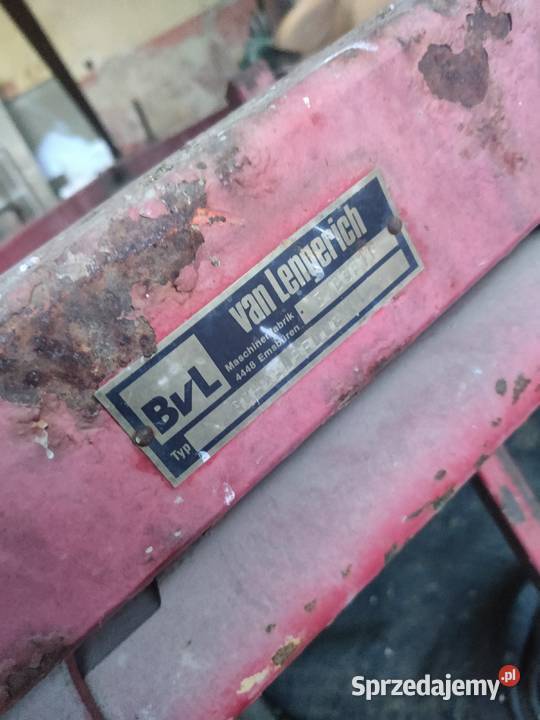 van Lengerich
BvL
Maschinenfabrik
4448 Emsbüren
Typ
Sprzedajemy.pl